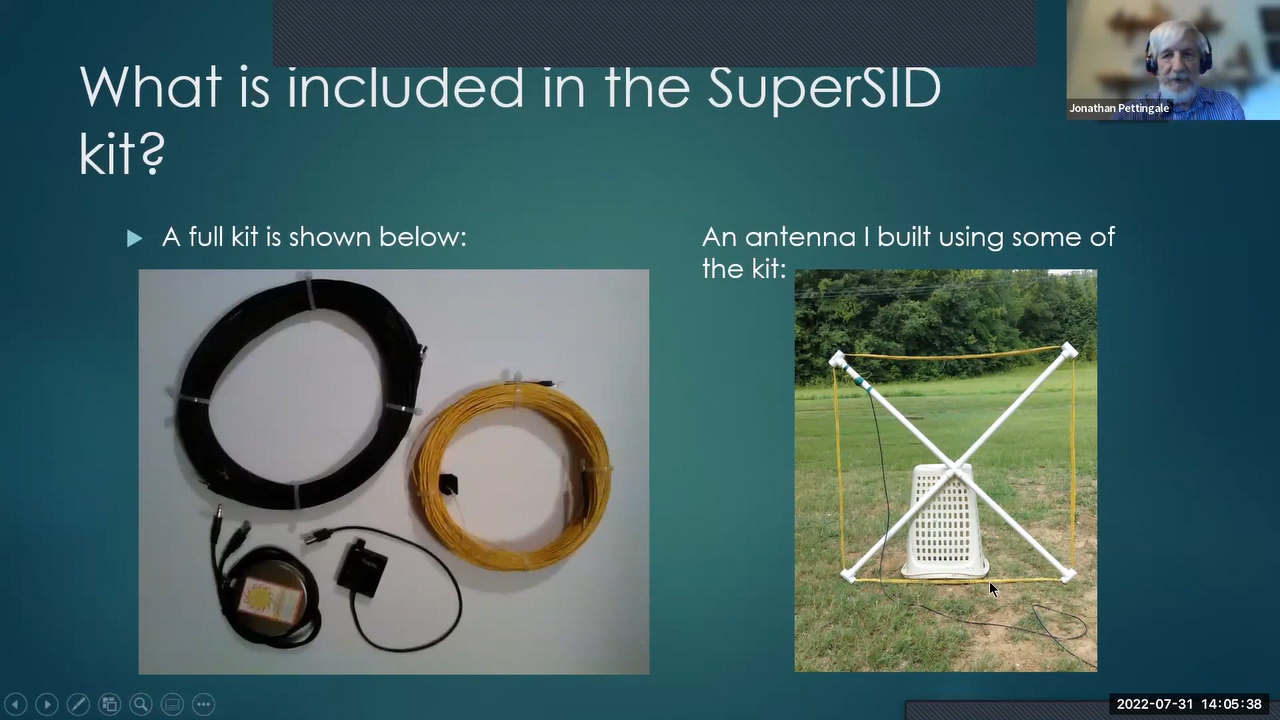 What is included in the SuperSID
kit?
Jonathan Pettingale
A full kit is shown below:
An antenna I built using some of
the kit:
2022-07-31 14:05:38